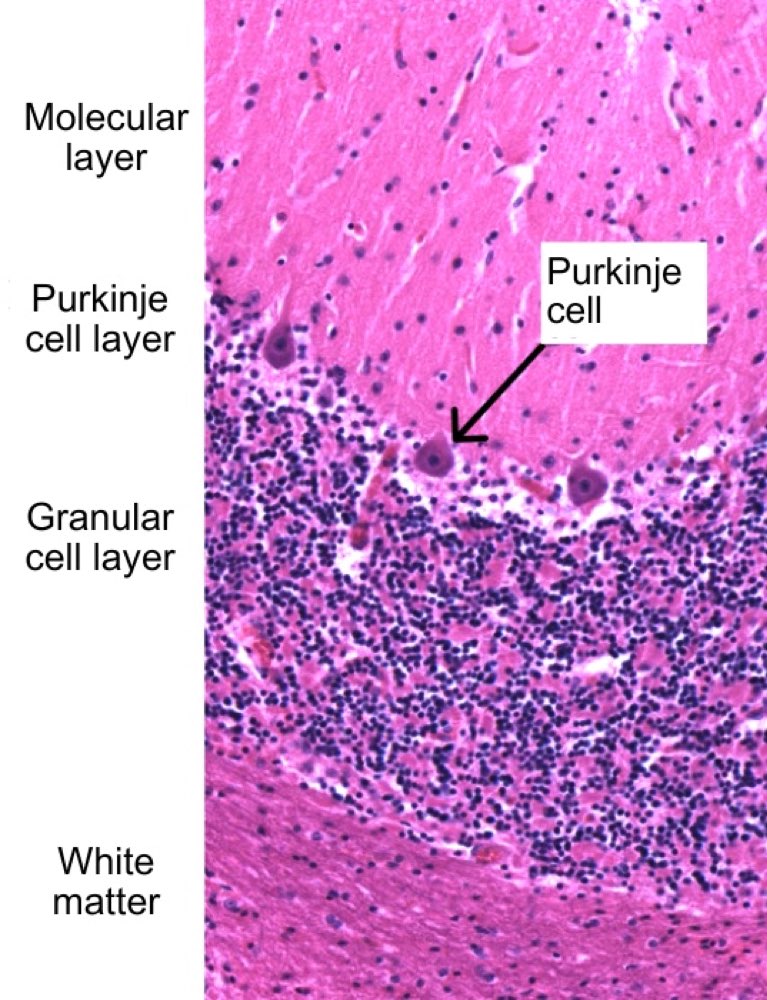 Molecular
layer
Purkinje
cell
Purkinje
cell layer
Granular
cell layer
White
matter